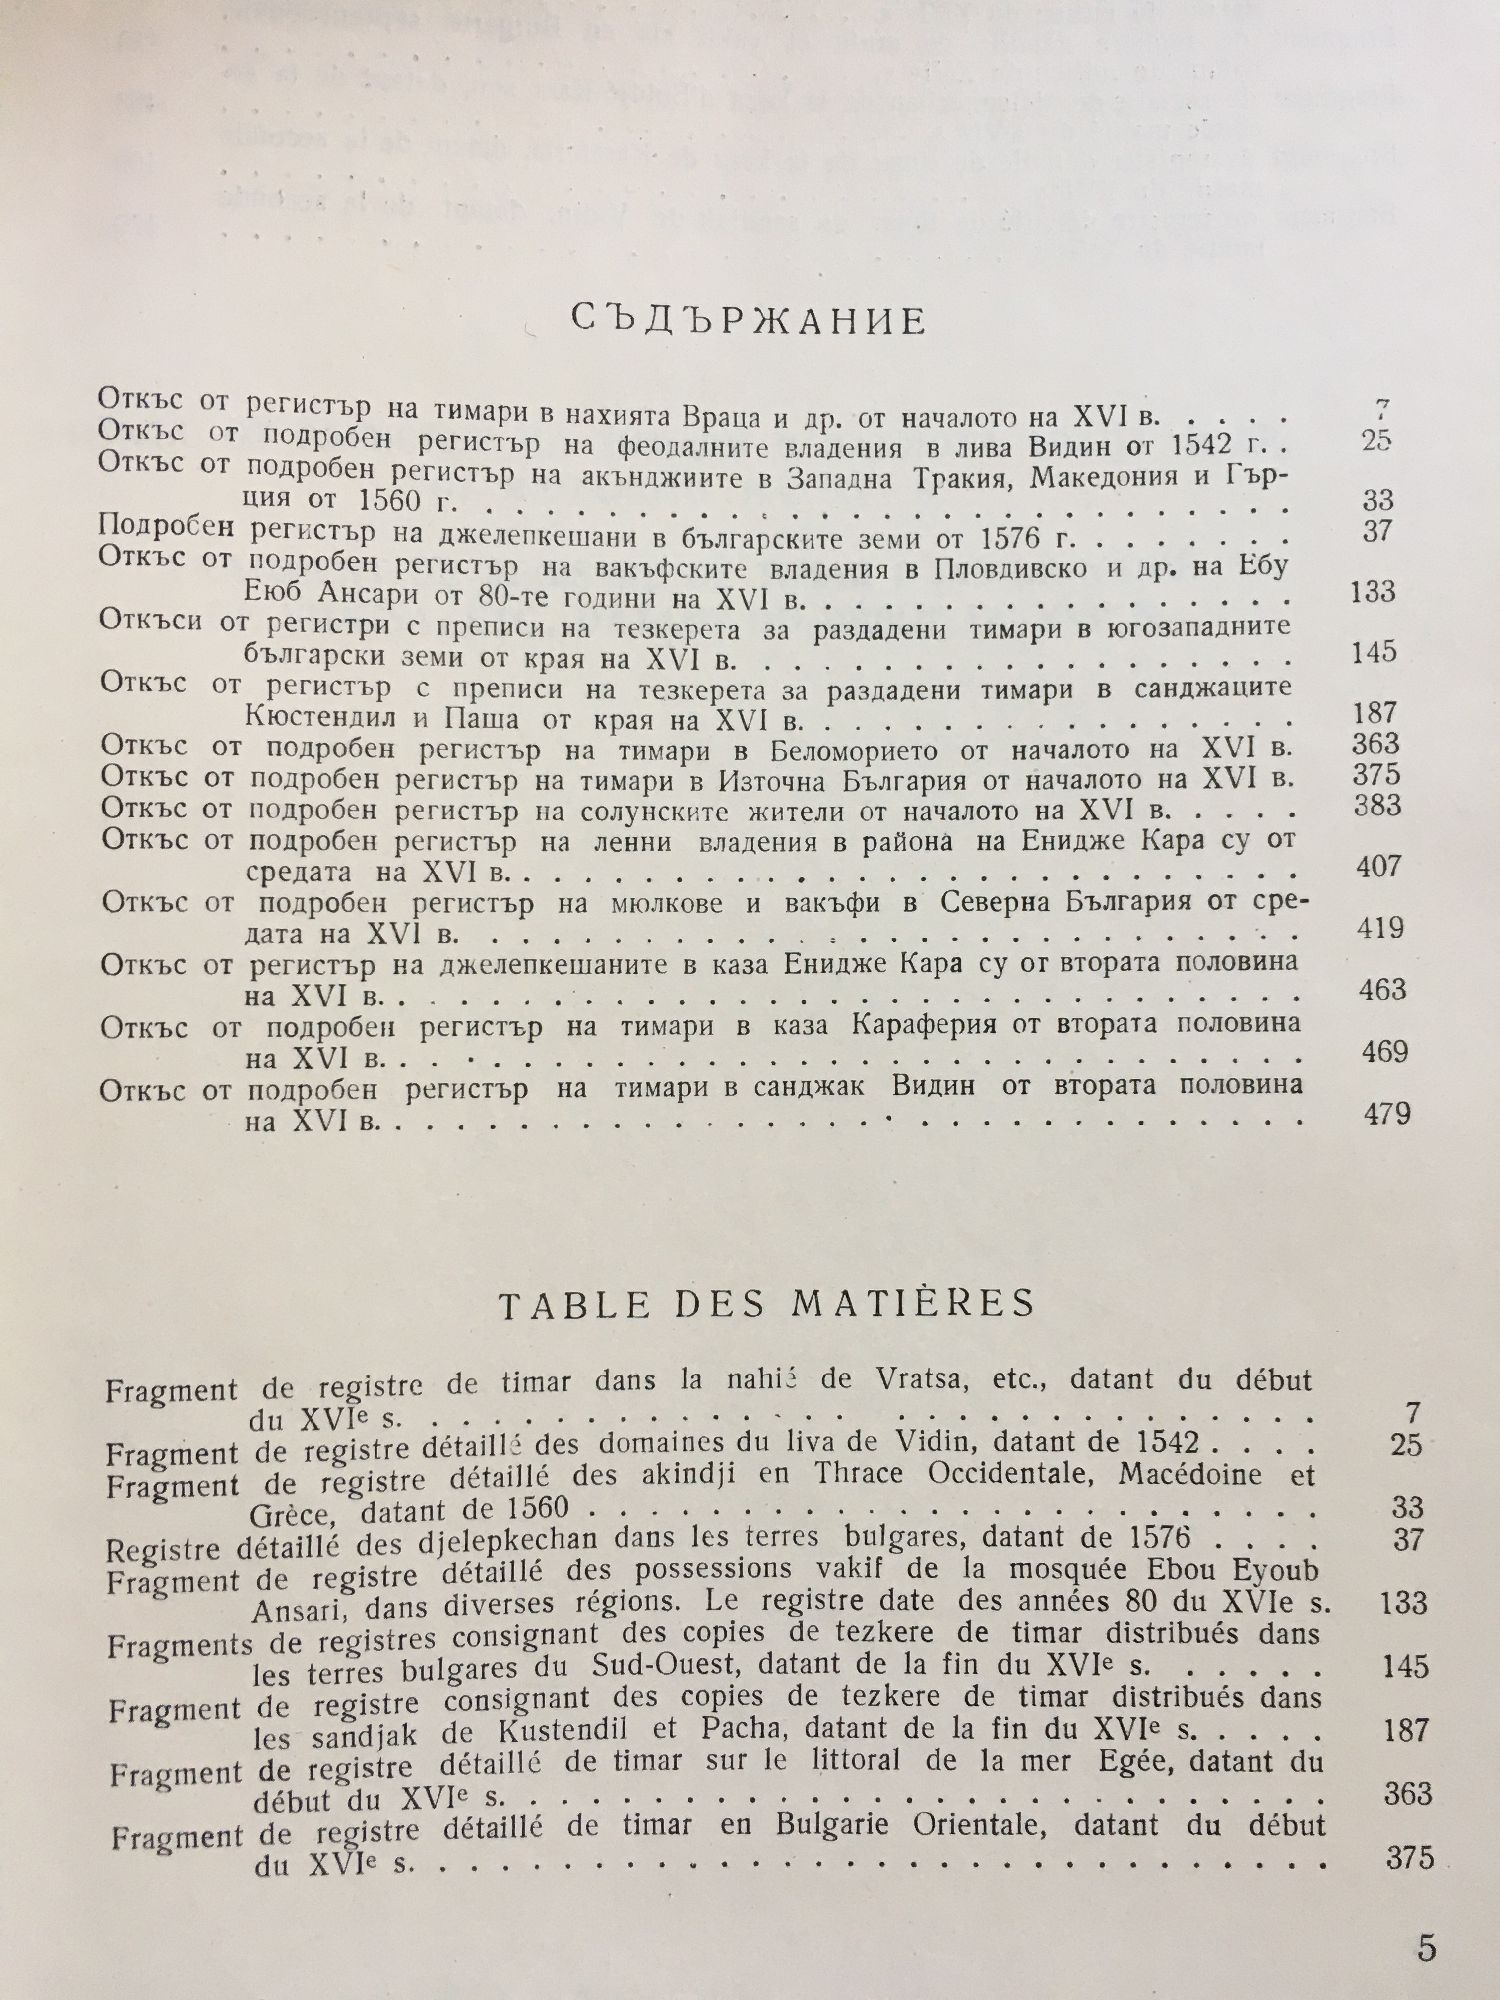 СЪДЪРЖАНИЕ
Откъс от регистър на тимари в нахията Враца и др. от началото на XVI в. . . . . 7
Откъс от подробен регистър на феодалните владения в лива Видин от 1542 г. . 25
Откъс от подробен регистър на акънджиите в Западна Тракия, Македония и Гър-
ция от 1560 г. . . . . . . . . . . . . . . . . . . . . . . . . . . . 33
Подробен регистър на джелепкешани в българските земи от 1576 г. . . . . . . . 37
Откъс от подробен регистър на вакъфските владения в Пловдивско и др. на Ебу
Еюб Ансари от 80-те години на XVI в. . . . . . . . . . . . . . . . . 133
Откъси от регистри с преписи на тезкерета за раздадени тимари в югозападните
български земи от края на XVI в. . . . . . . . . . . . . . . . . . . 145
Откъс от регистър с преписи на тезкерета за раздадени тимари в санджаците
Кюстендил и Паша от края на XVI в. . . . . . . . . . . . . . . . . 187
Откъс от подробен регистър на тимари в Беломорието от началото на XVI в. 363
Откъс от подробен регистър на тимари в Източна България от началото на XVI в. 375
Откъс от подробен регистър на солунските жители от началото на XVI в. . . . . 383
Откъс от подробен регистър на ленни владения в района на Енидже Кара су от
средата на XVI в. . . . . . . . . . . . . . . . . . . . . . . . . . . 407
Откъс от подробен регистър на мюлкове и вакъфи в Северна България от сре-
дата на XVI в. . . . . . . . . . . . . . . . . . . . . . . . . . . . 419
Откъс от регистър на джелепкешаните в каза Енидже Кара су от втората половина
на XVI в. . . . . . . . . . . . . . . . . . . . . . . . . . . . . . . 463
Откъс от подробен регистър на тимари в каза Караферия от втората половина
на XVI в. . . . . . . . . . . . . . . . . . . . . . . . . . . . . . . 469
Откъс от подробен регистър на тимари в санджак Видин от втората половина
на XVI в. . . . . . . . . . . . . . . . . . . . . . . . . . . . . . . 479
TABLE DES MATIÈRES
Fragment de registre de timar dans la nahié de Vratsa, etc., datant du début
du XVIe s. . . . . . . . . . . . . . . . . . . . . . . . . . . . . . 7
Fragment de registre détaillé des domaines du liva de Vidin, datant de 1542 . . . . 25
Fragment de registre détaillé des akindji en Thrace Occidentale, Macédoine et
Grèce, datant de 1560 . . . . . . . . . . . . . . . . . . . . . . . . 33
Registre détaillé des djelepkechan dans les terres bulgares, datant de 1576 . . . . 37
Fragment de registre détaillé des possessions vakif de la mosquée Ebou Eyoub
Ansari, dans diverses régions. Le registre date des années 80 du XVIe s. 133
Fragments de registres consignant des copies de tezkere de timar distribués dans
les terres bulgares du Sud-Ouest, datant de la fin du XVIe s. . . . . . 145
Fragment de registre consignant des copies de tezkere de timar distribués dans
les sandjak de Kustendil et Pacha, datant de la fin du XVIe s. . . . . 187
Fragment de registre détaillé de timar sur le littoral de la mer Egée, datant du
début du XVIe s. . . . . . . . . . . . . . . . . . . . . . . . . . . 363
Fragment de registre détaillé de timar en Bulgarie Orientale, datant du début
du XVIe s. . . . . . . . . . . . . . . . . . . . . . . . . . . . . . 375
5